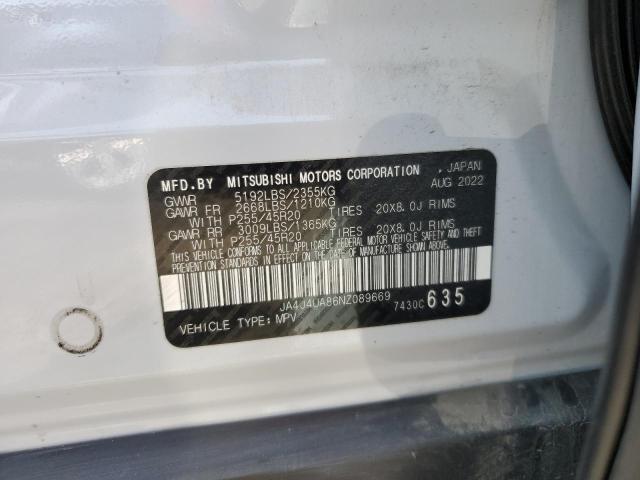 MFD.BY MITSUBISHI MOTORS CORPORATION , JAPAN
GVWR 5192LBS/2355KG AUG 2022
GAWR FR 2668LBS/1210KG
WITH P255/45R20 TIRES 20X8.0J RIMS
GAWR RR 3009LBS/1365KG
WITH P255/45R20 TIRES 20X8.0J RIMS
THIS VEHICLE CONFORMS TO ALL APPLICABLE FEDERAL MOTOR VEHICLE SAFETY AND THEFT
PREVENTION STANDARDS IN EFFECT ON THE DATE OF MANUFACTURE SHOWN ABOVE.
JA4J4UA86NZ089669
7430C 635
VEHICLE TYPE: MPV